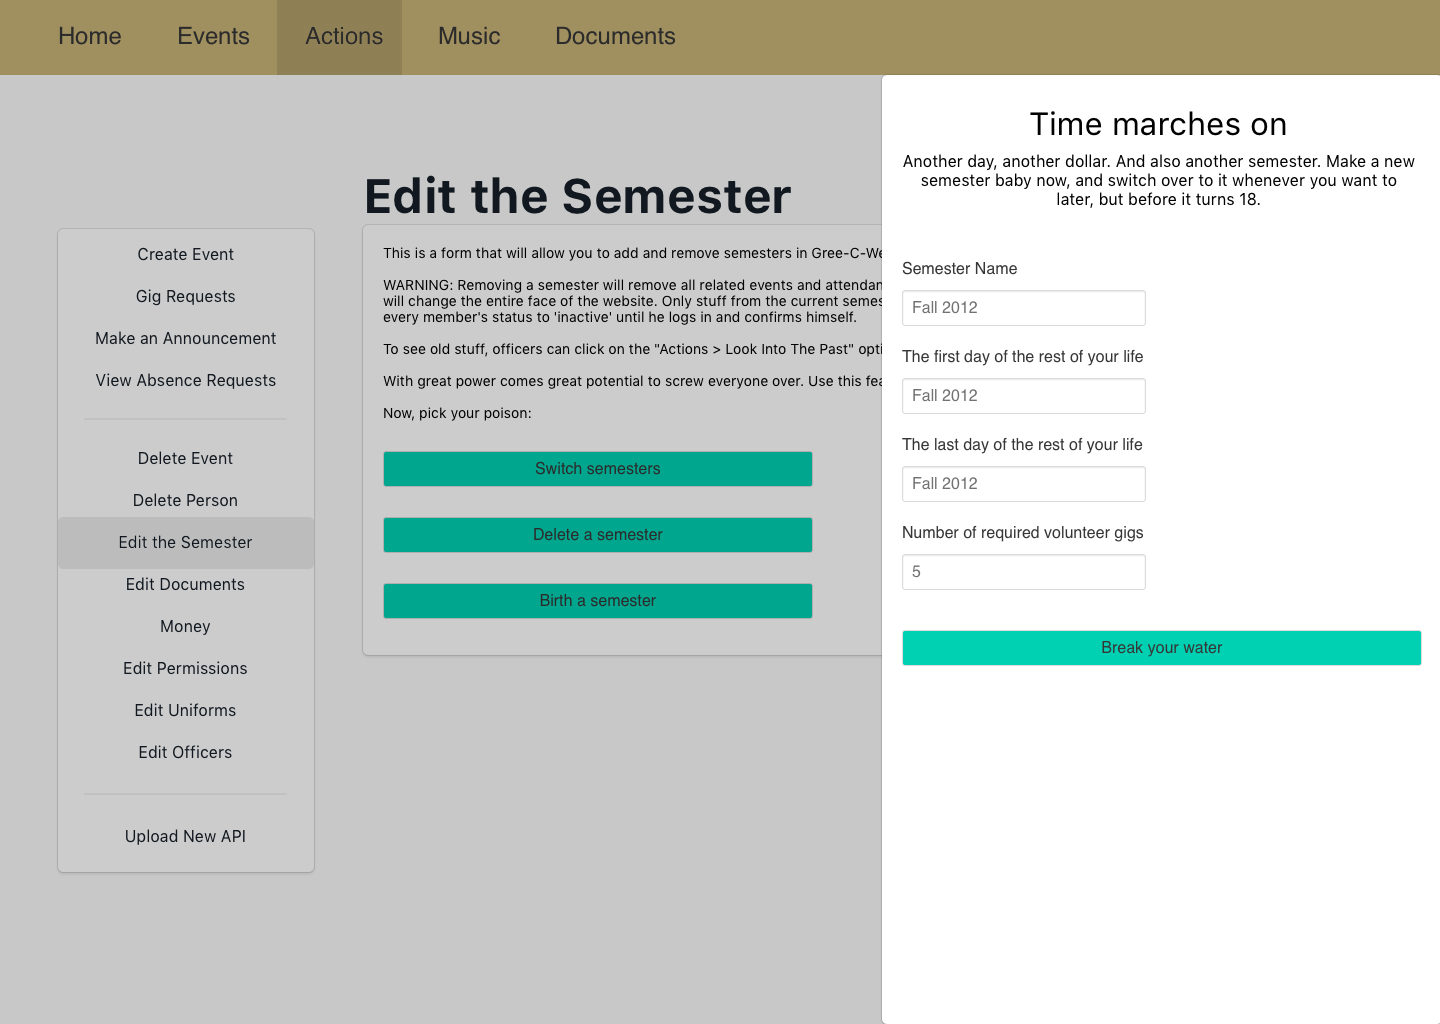 Home Events Actions Music Documents
Create Event
Gig Requests
Make an Announcement
View Absence Requests
Delete Event
Delete Person
Edit the Semester
Edit Documents
Money
Edit Permissions
Edit Uniforms
Edit Officers
Upload New API
Edit the Semester
This is a form that will allow you to add and remove semesters in Gree-C-We
WARNING: Removing a semester will remove all related events and attendan
will change the entire face of the website. Only stuff from the current semes
every member's status to 'inactive' until he logs in and confirms himself.
To see old stuff, officers can click on the "Actions > Look Into The Past" opti
With great power comes great potential to screw everyone over. Use this fea
Now, pick your poison:
Switch semesters
Delete a semester
Birth a semester
Time marches on
Another day, another dollar. And also another semester. Make a new
semester baby now, and switch over to it whenever you want to
later, but before it turns 18.
Semester Name
Fall 2012
The first day of the rest of your life
Fall 2012
The last day of the rest of your life
Fall 2012
Number of required volunteer gigs
5
Break your water